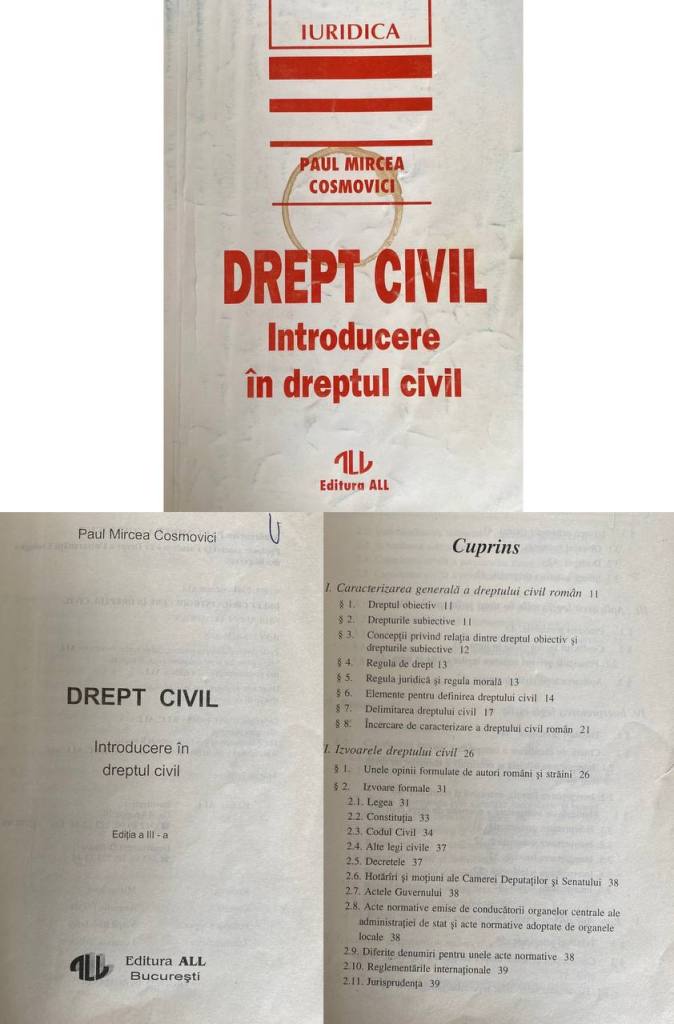 IURIDICA
PAUL MIRCEA
COSMOVICI
DREPT CIVIL
Introducere
în dreptul civil
ALL
Editura ALL
Paul Mircea Cosmovici
DREPT CIVIL
Introducere în
dreptul civil
Ediția a III - a
ALL
Editura ALL
București
Cuprins
I. Caracterizarea generală a dreptului civil român 11
§ 1. Dreptul obiectiv 11
§ 2. Drepturile subiective 11
§ 3. Concepții privind relația dintre dreptul obiectiv și
drepturile subiective 12
§ 4. Regula de drept 13
§ 5. Regula juridică și regula morală 13
§ 6. Elemente pentru definirea dreptului civil 14
§ 7. Delimitarea dreptului civil 17
§ 8. Încercare de caracterizare a dreptului civil român 21
I. Izvoarele dreptului civil 26
§ 1. Unele opinii formulate de autori români și străini 26
§ 2. Izvoare formale 31
2.1. Legea 31
2.2. Constituția 33
2.3. Codul Civil 34
2.4. Alte legi civile 37
2.5. Decretele 37
2.6. Hotărîri și moțiuni ale Camerei Deputaților și Senatului 38
2.7. Actele Guvernului 38
2.8. Acte normative emise de conducătorii organelor centrale ale
administrației de stat și acte normative adoptate de organele
locale 38
2.9. Diferite denumiri pentru unele acte normative 38
2.10. Reglementările internaționale 39
2.11. Jurisprudența 39